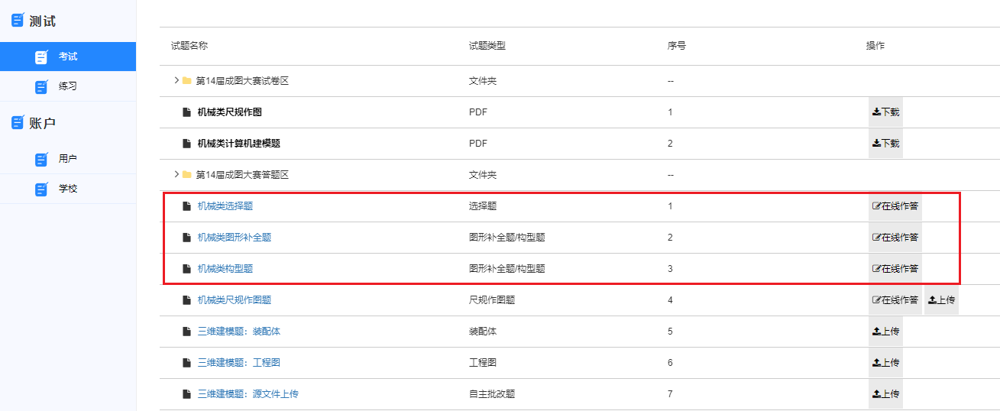 测试
考试
练习
账户
用户
学校
试题名称 试题类型 序号 操作
第14届成图大赛试卷区 文件夹 --
机械类尺规作图 PDF 1 下载
机械类计算机建模题 PDF 2 下载
第14届成图大赛答题区 文件夹 --
机械类选择题 选择题 1 在线作答
机械类图形补全题 图形补全题/构型题 2 在线作答
机械类构型题 图形补全题/构型题 3 在线作答
机械类尺规作图题 尺规作图题 4 在线作答 上传
三维建模题：装配体 装配体 5 上传
三维建模题：工程图 工程图 6 上传
三维建模题：源文件上传 自主批改题 7 上传